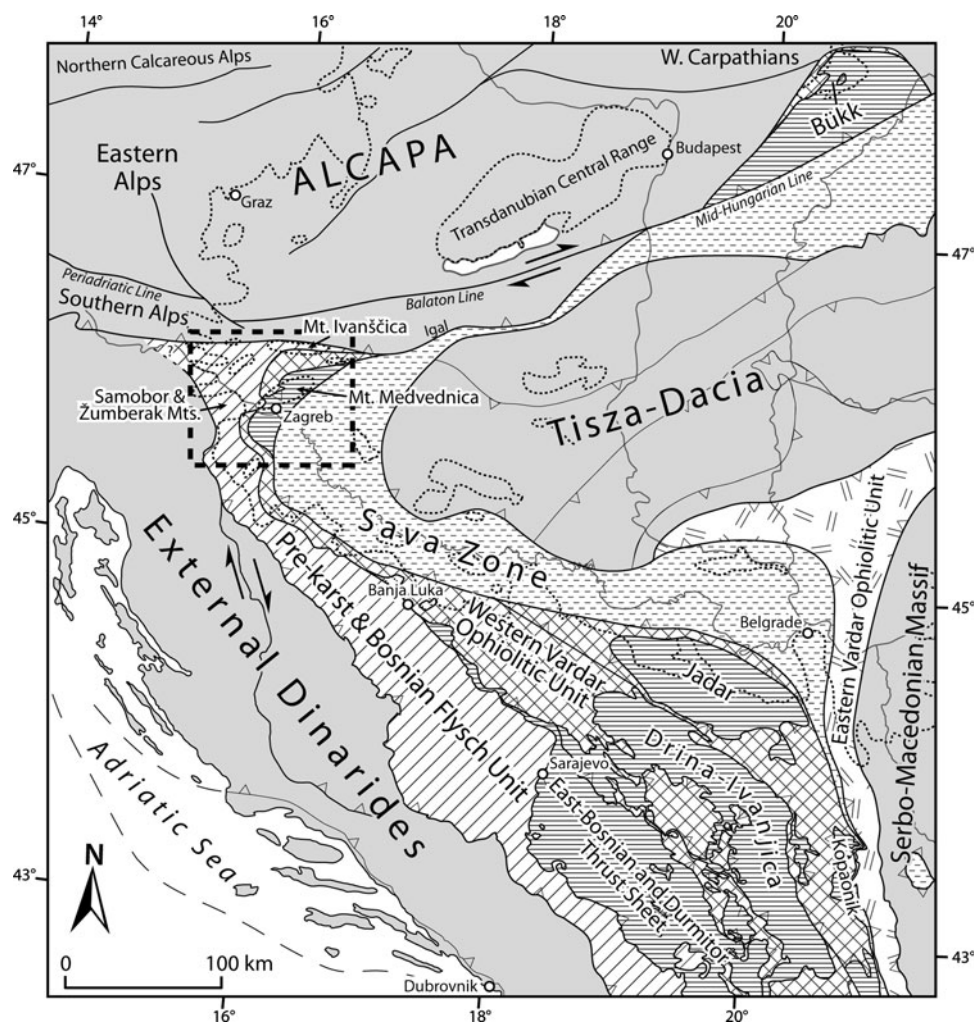 14°
16°
18°
20°
Northern Calcareous Alps
W. Carpathians
Bükk
47°
Eastern
Alps
ALCAPA
Graz
Transdanubian Central Range
Budapest
Mid-Hungarian Line
47°
Periadriatic Line
Southern Alps
Balaton Line
Igal
Mt. Ivanščica
?
Samobor &
Žumberak Mts.
Mt. Medvednica
Zagreb
Tisza-Dacia
45°
Sava Zone
Eastern Vardar Ophiolitic Unit
External Dinarides
Pre-karst & Bosnian Flysch Unit
Banja Luka
Western Vardar
Ophiolitic Unit
Belgrade
45°
Jadar
Serbo-Macedonian Massif
Sarajevo
Drina-Ivanjica
Adriatic Sea
East-Bosnian and Durmitor
Thrust Sheet
Kopaonik
43°
N
0
100 km
43°
Dubrovnik
16°
18°
20°